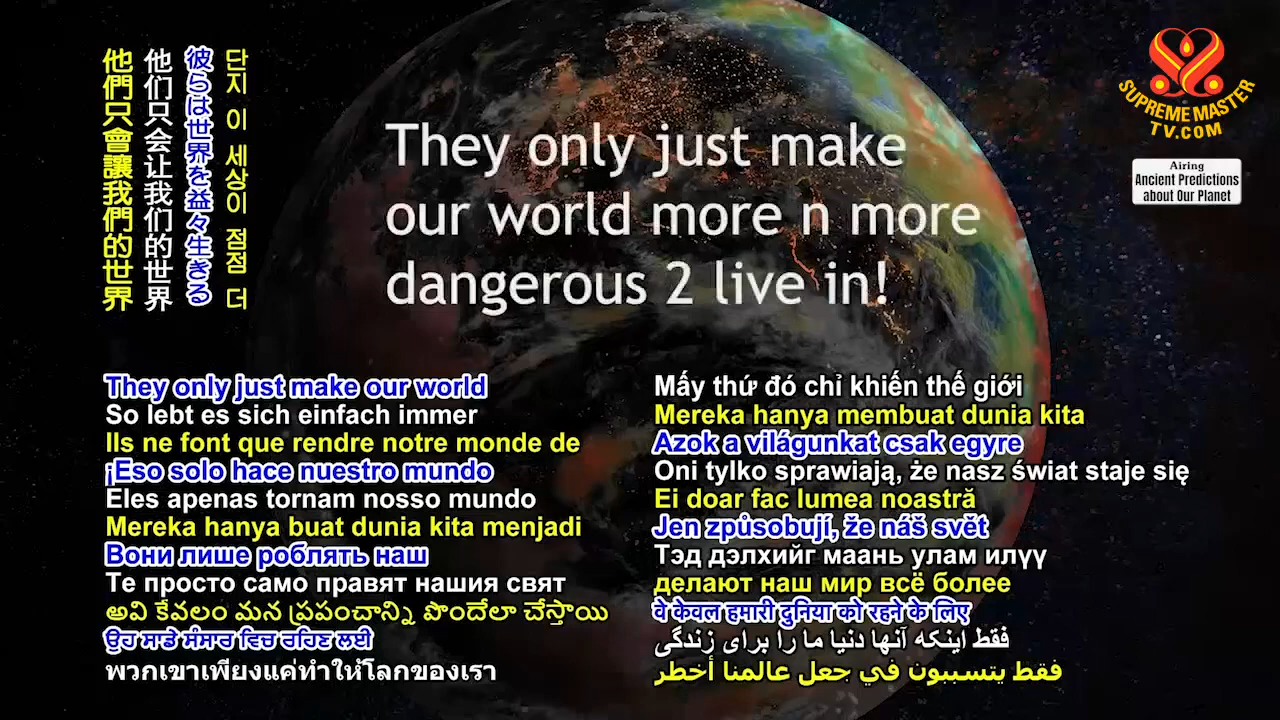 他們只會讓我們的世界
他们只会让我们的世界
彼らは世界を益々生きる
단지 이 세상이 점점 더
They only just make
our world more n more
dangerous 2 live in!
SUPREME MASTER
TV.COM
Airing
Ancient Predictions
about Our Planet
They only just make our world
So lebt es sich einfach immer
Ils ne font que rendre notre monde de
¡Eso solo hace nuestro mundo
Eles apenas tornam nosso mundo
Mereka hanya buat dunia kita menjadi
Вони лише роблять наш
Те просто само правят нашия свят
అవి కేవలం మన ప్రపంచాన్ని పొందేలా చేస్తాయి
ਉਹ ਸਾਡੇ ਸੰਸਾਰ ਵਿਚ ਰਹਿਣ ਲਈ
พวกเขาเพียงแค่ทำให้โลกของเรา
Mấy thứ đó chỉ khiến thế giới
Mereka hanya membuat dunia kita
Azok a világunkat csak egyre
Oni tylko sprawiają, że nasz świat staje się
Ei doar fac lumea noastră
Jen způsobují, že náš svět
Тэд дэлхийг маань улам илүү
делают наш мир всё более
वे केवल हमारी दुनिया को रहने के लिए
فقط اینکه آنها دنیا ما را برای زندگی
فقط يتسببون في جعل عالمنا أخطر